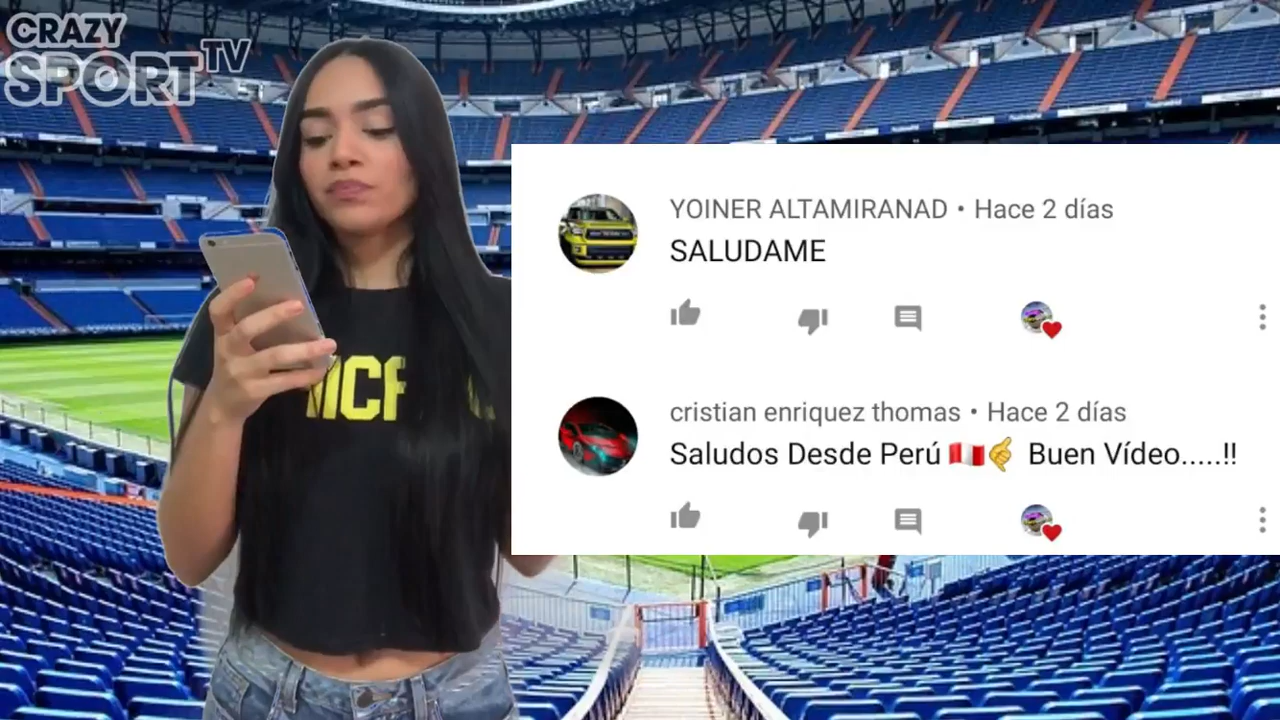 CRAZY
SPORT TV
YOINER ALTAMIRANAD • Hace 2 días
SALUDAME
cristian enriquez thomas • Hace 2 días
Saludos Desde Perú 🇵🇪🤙 Buen Vídeo.....!!